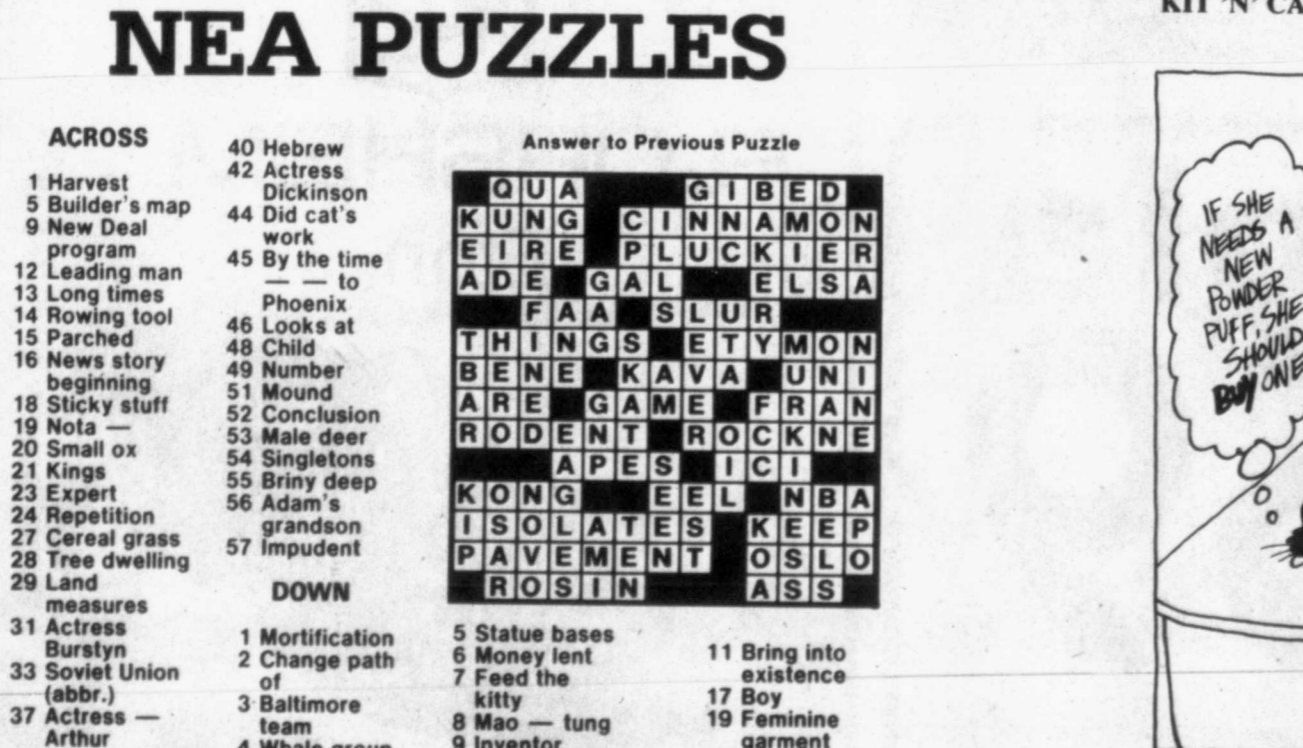 NEA PUZZLES
KIT 'N' CA
ACROSS
1 Harvest
5 Builder's map
9 New Deal
program
12 Leading man
13 Long times
14 Rowing tool
15 Parched
16 News story
beginning
18 Sticky stuff
19 Nota —
20 Small ox
21 Kings
23 Expert
24 Repetition
27 Cereal grass
28 Tree dwelling
29 Land
measures
31 Actress
Burstyn
33 Soviet Union
(abbr.)
37 Actress —
Arthur
40 Hebrew
42 Actress
Dickinson
44 Did cat's
work
45 By the time
— — to
Phoenix
46 Looks at
48 Child
49 Number
51 Mound
52 Conclusion
53 Male deer
54 Singletons
55 Briny deep
56 Adam's
grandson
57 Impudent
DOWN
1 Mortification
2 Change path
of
3 Baltimore
team
4 Whale group
Answer to Previous Puzzle
QUA GIBED
KUNG CINNAMON
EIRE PLUCKIER
ADE GAL ELSA
FAA SLUR
THINGS ETYMON
BENE KAVA UNI
ARE GAME FRAN
RODENT ROCKNE
APES ICI
KONG EEL NBA
ISOLATES KEEP
PAVEMENT OSLO
ROSIN ASS
5 Statue bases
6 Money lent
7 Feed the
kitty
8 Mao — tung
9 Inventor
11 Bring into
existence
17 Boy
19 Feminine
garment
IF SHE
NEEDS A
NEW
POWDER
PUFF, SHE
SHOULD
BUY ONE